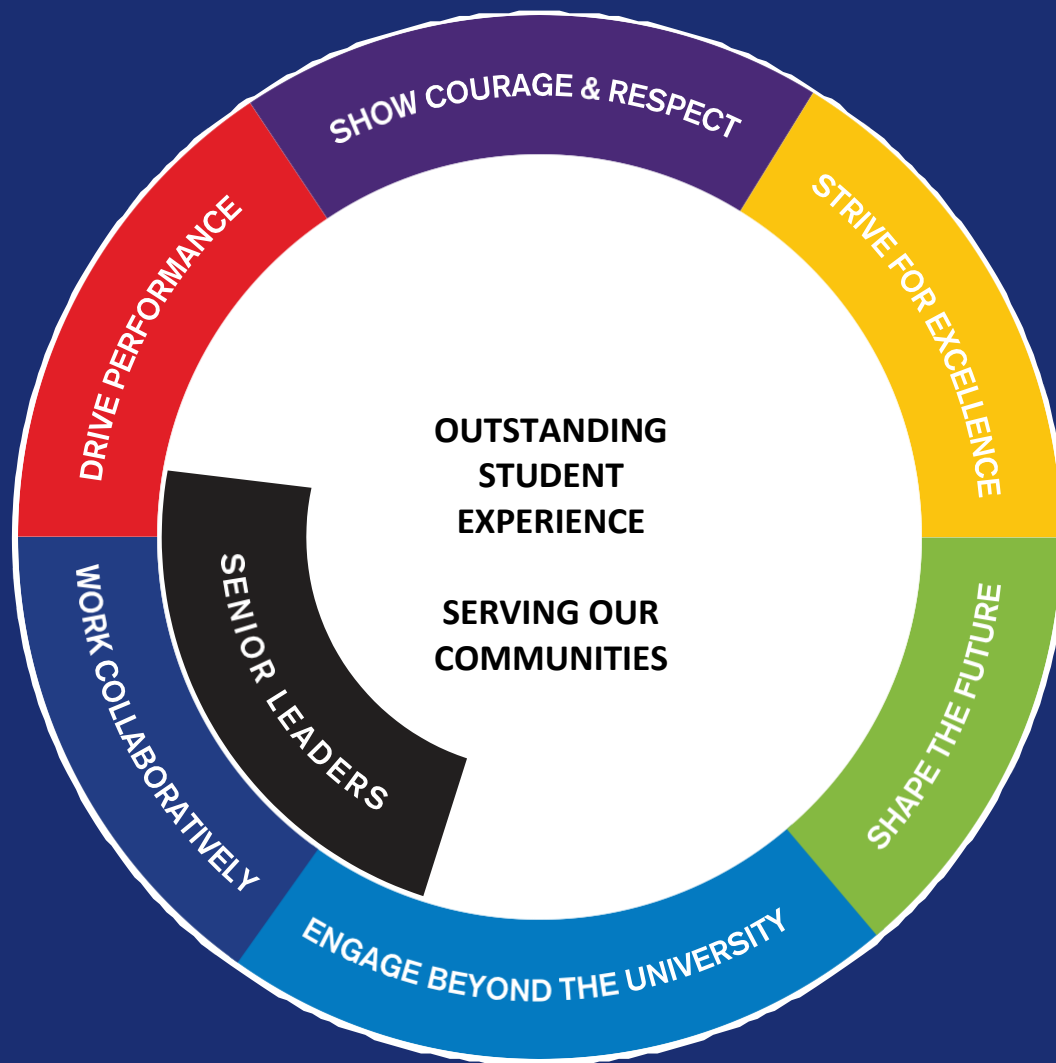 SHOW COURAGE & RESPECT
STRIVE FOR EXCELLENCE
SHAPE THE FUTURE
ENGAGE BEYOND THE UNIVERSITY
WORK COLLABORATIVELY
DRIVE PERFORMANCE
SENIOR LEADERS
OUTSTANDING
STUDENT
EXPERIENCE
SERVING OUR
COMMUNITIES